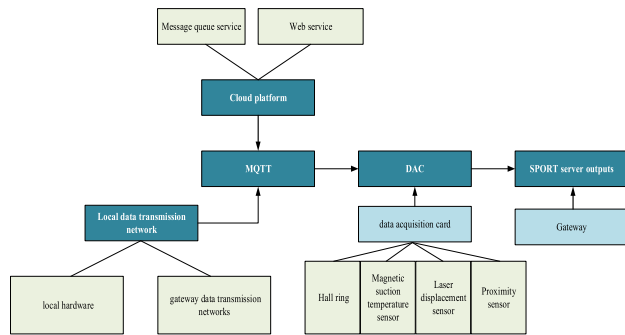 Message queue service
Web service
Cloud platform
MQTT
DAC
SPORT server outputs
Local data transmission
network
data acquisition card
Gateway
local hardware
gateway data transmission
networks
Hall ring
Magnetic
suction
temperature
sensor
Laser
displacement
sensor
Proximity
sensor